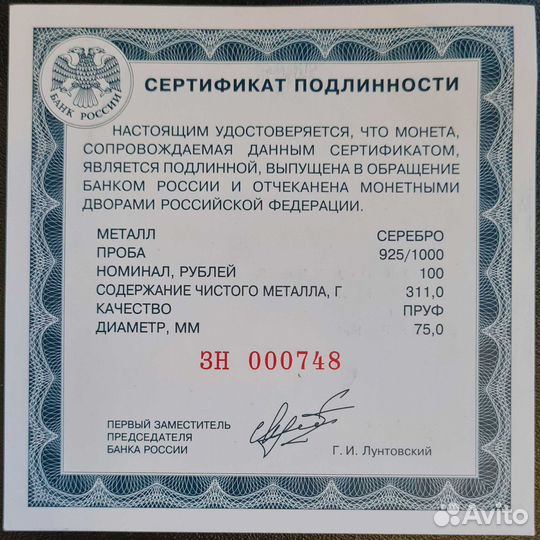 БАНК РОССИИ
СЕРТИФИКАТ ПОДЛИННОСТИ
НАСТОЯЩИМ УДОСТОВЕРЯЕТСЯ, ЧТО МОНЕТА,
СОПРОВОЖДАЕМАЯ ДАННЫМ СЕРТИФИКАТОМ,
ЯВЛЯЕТСЯ ПОДЛИННОЙ, ВЫПУЩЕНА В ОБРАЩЕНИЕ
БАНКОМ РОССИИ И ОТЧЕКАНЕНА МОНЕТНЫМИ
ДВОРАМИ РОССИЙСКОЙ ФЕДЕРАЦИИ.
МЕТАЛЛ СЕРЕБРО
ПРОБА 925/1000
НОМИНАЛ, РУБЛЕЙ 100
СОДЕРЖАНИЕ ЧИСТОГО МЕТАЛЛА, Г 311,0
КАЧЕСТВО ПРУФ
ДИАМЕТР, ММ 75,0
ЗН 000748
ПЕРВЫЙ ЗАМЕСТИТЕЛЬ
ПРЕДСЕДАТЕЛЯ
БАНКА РОССИИ
Г. И. Лунтовский
Avito